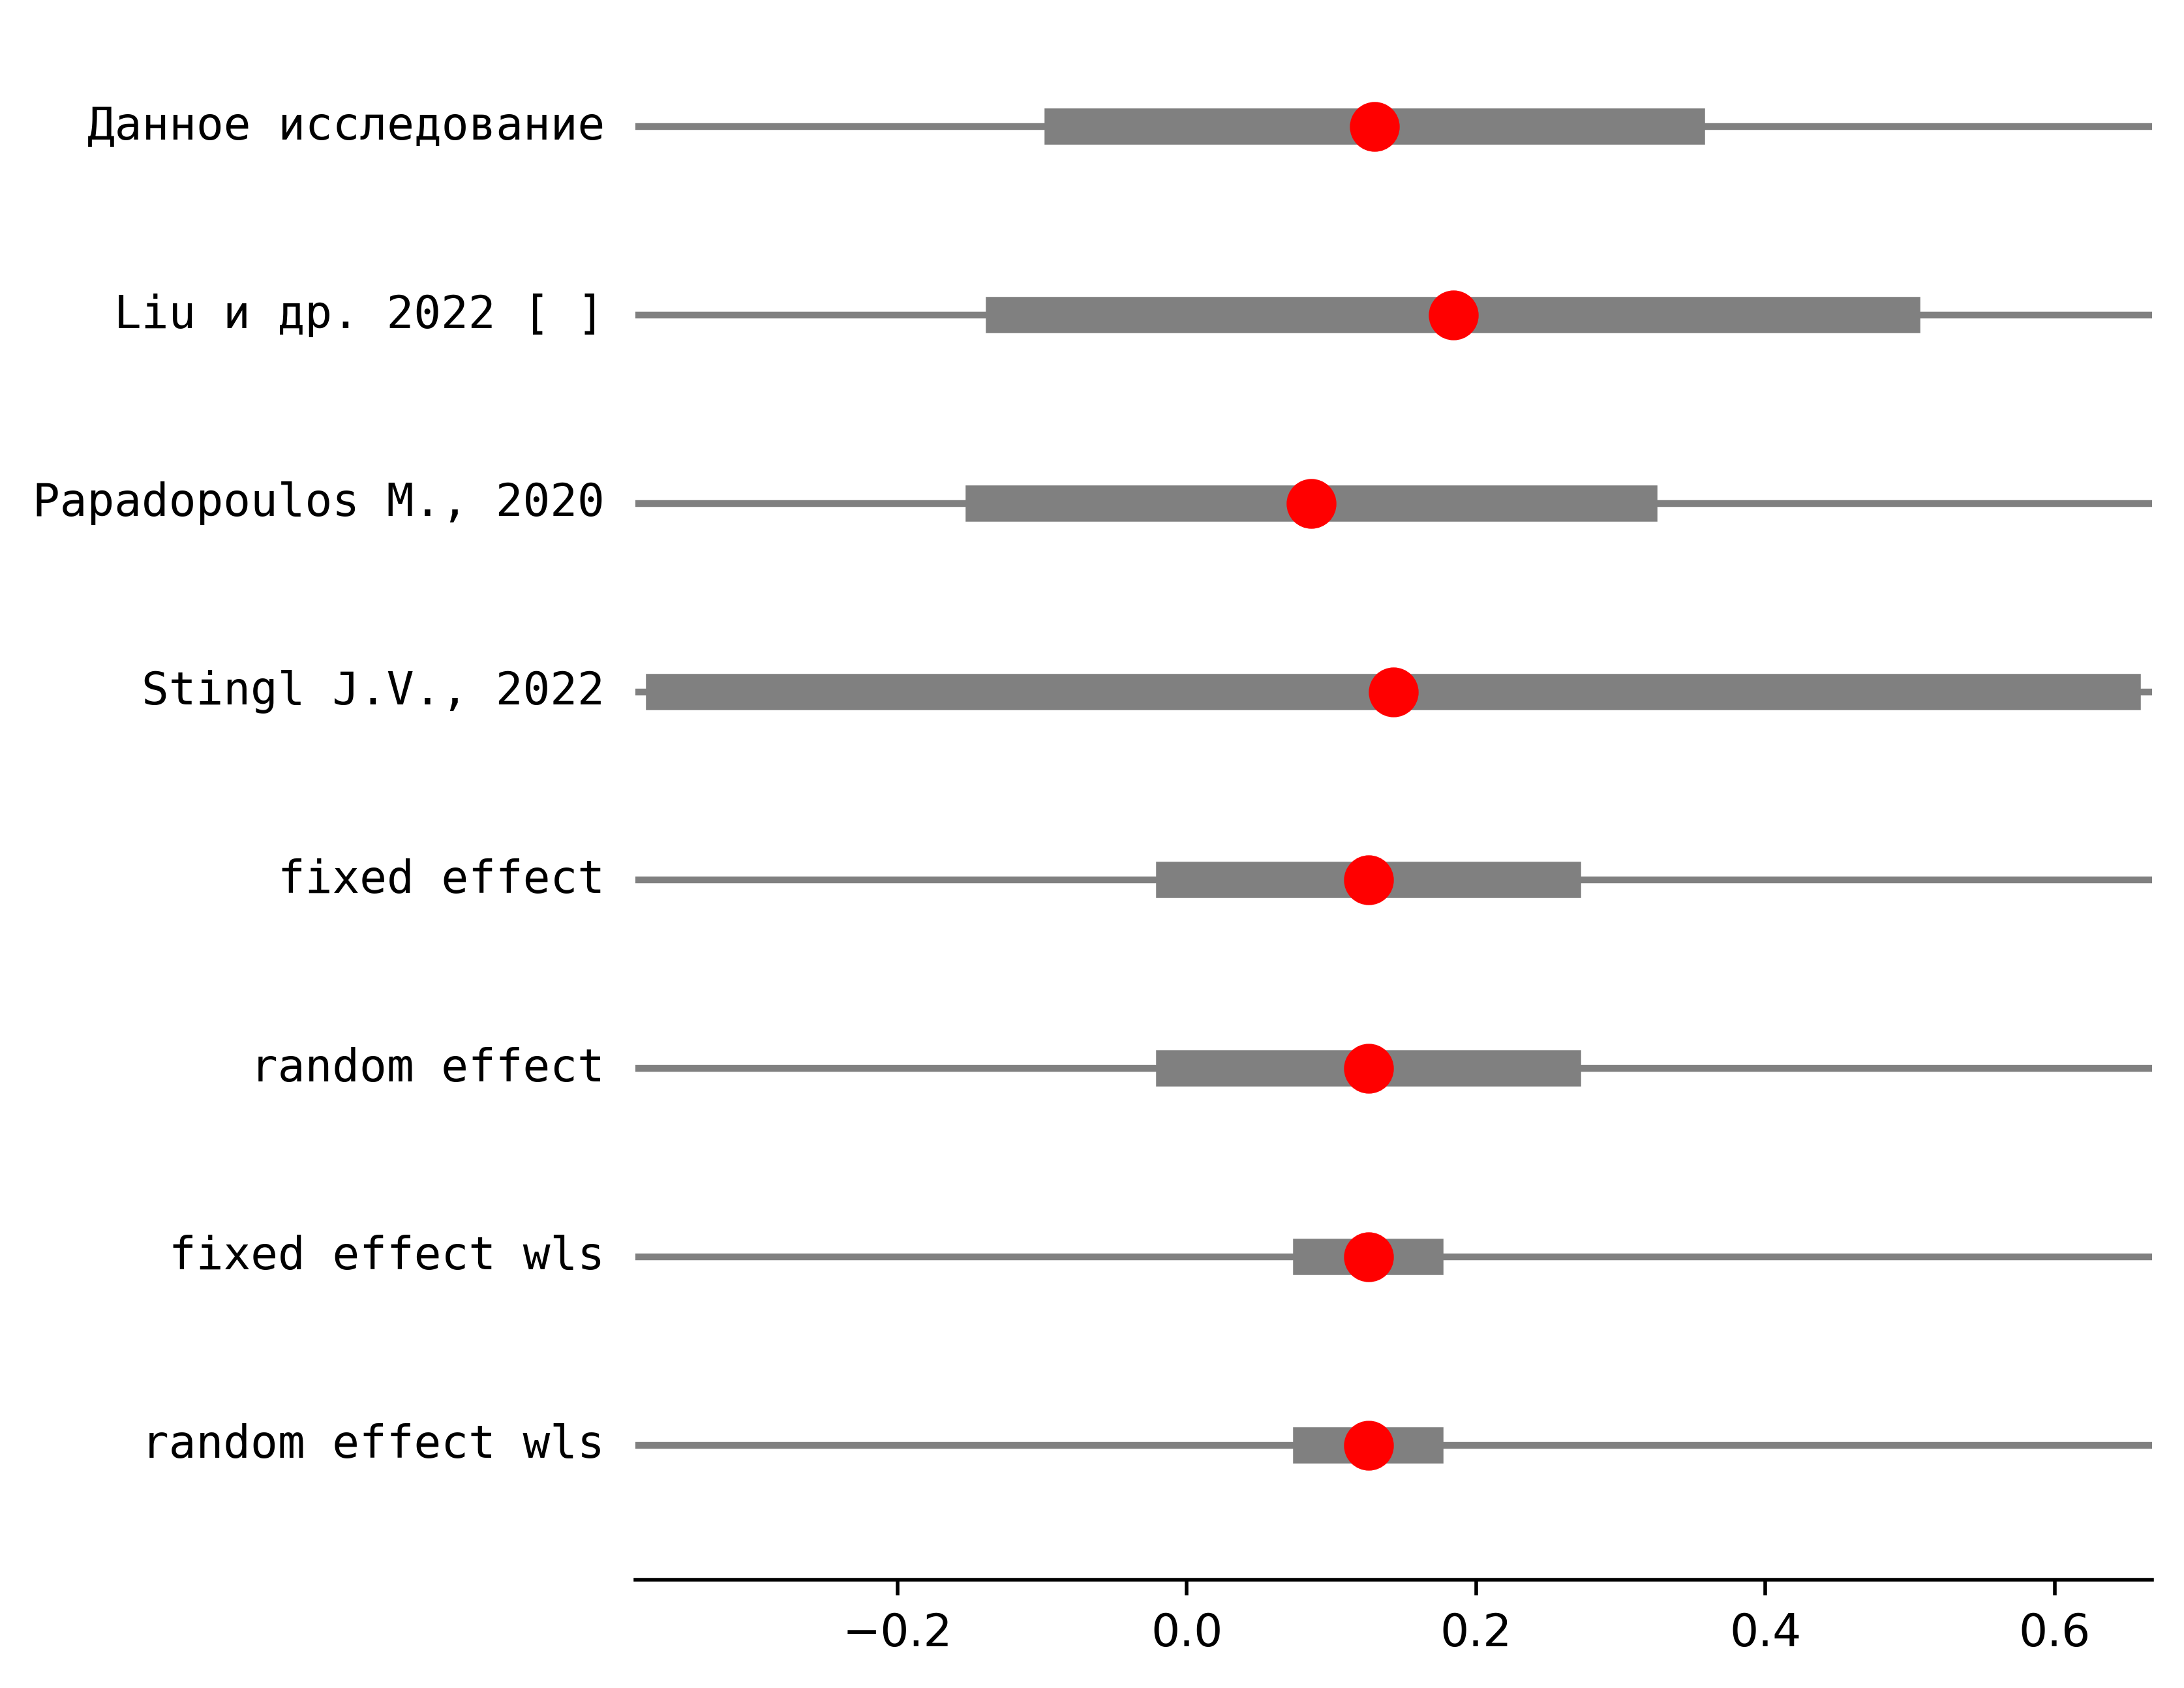 Данное исследование
Liu и др. 2022 [ ]
Papadopoulos M., 2020
Stingl J.V., 2022
fixed effect
random effect
fixed effect wls
random effect wls
−0.2 0.0 0.2 0.4 0.6